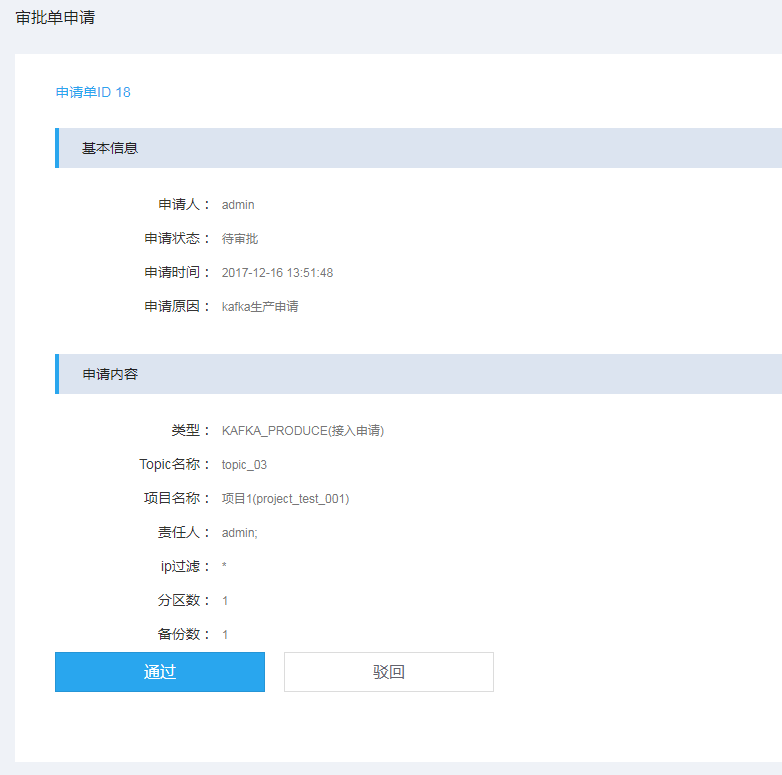 审批单申请
申请单ID 18
基本信息
申请人： admin
申请状态： 待审批
申请时间： 2017-12-16 13:51:48
申请原因： kafka生产申请
申请内容
类型： KAFKA_PRODUCE(接入申请)
Topic名称： topic_03
项目名称： 项目1(project_test_001)
责任人： admin;
ip过滤： *
分区数： 1
备份数： 1
通过 驳回